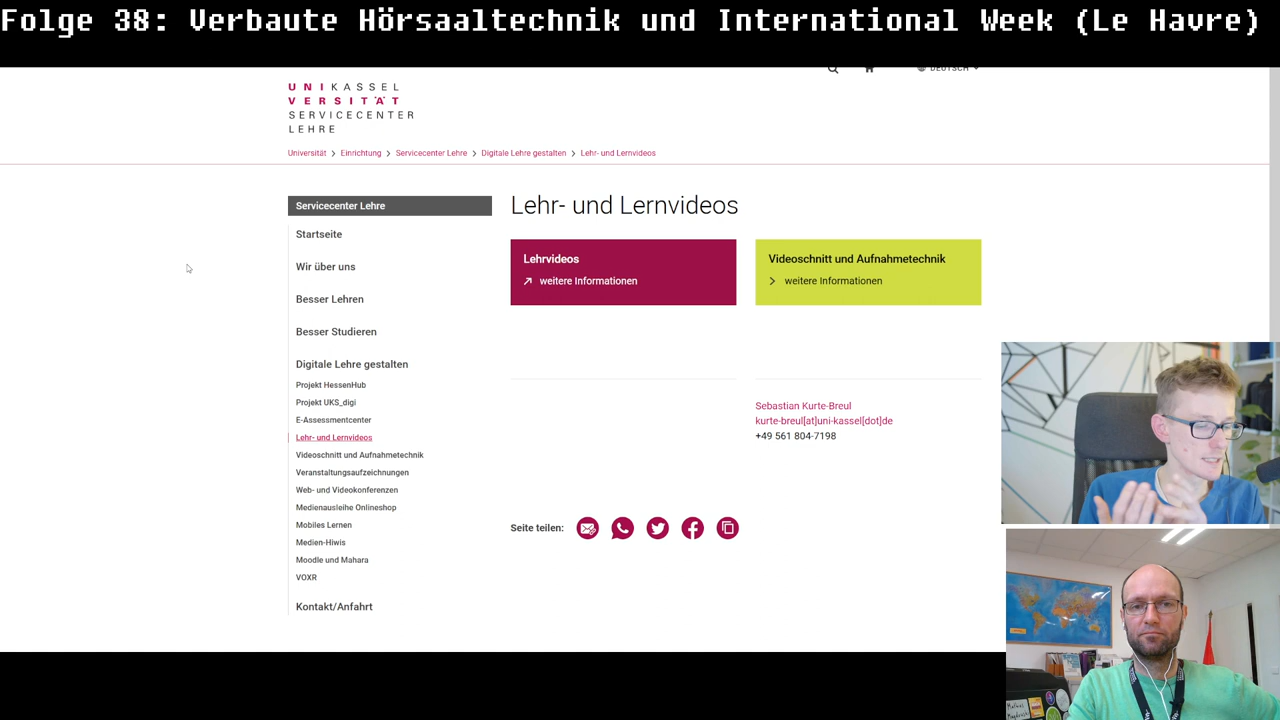 Folge 38: Verbaute Hörsaaltechnik und International Week (Le Havre)
DEUTSCH
UNIKASSEL
VERSITÄT
SERVICECENTER
LEHRE
Universität > Einrichtung > Servicecenter Lehre > Digitale Lehre gestalten > Lehr- und Lernvideos
Servicecenter Lehre
Startseite
Wir über uns
Besser Lehren
Besser Studieren
Digitale Lehre gestalten
Projekt HessenHub
Projekt UKS_digi
E-Assessmentcenter
Lehr- und Lernvideos
Videoschnitt und Aufnahmetechnik
Veranstaltungsaufzeichnungen
Web- und Videokonferenzen
Medienausleihe Onlineshop
Mobiles Lernen
Medien-Hiwis
Moodle und Mahara
VOXR
Kontakt/Anfahrt
Lehr- und Lernvideos
Lehrvideos
weitere Informationen
Videoschnitt und Aufnahmetechnik
weitere Informationen
Sebastian Kurte-Breul
kurte-breul[at]uni-kassel[dot]de
+49 561 804-7198
Seite teilen: